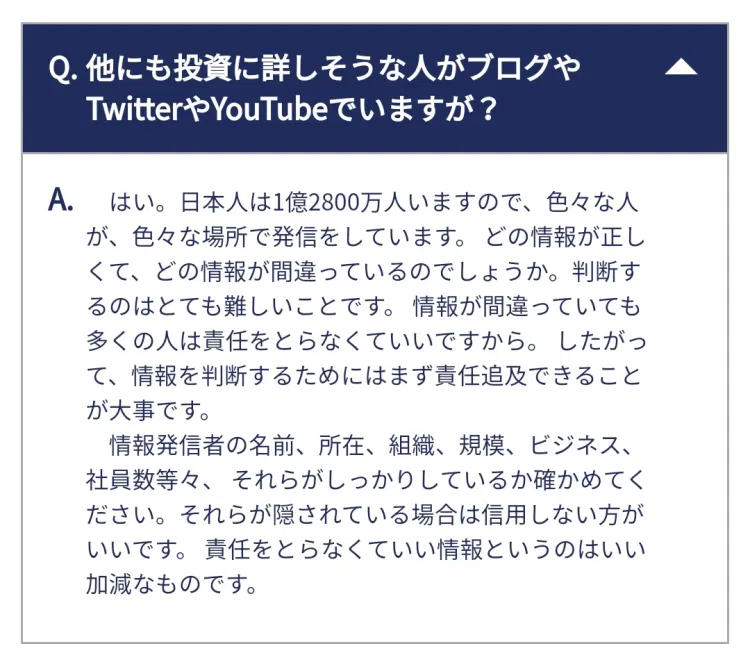 Q. 他にも投資に詳しそうな人がブログや
TwitterやYouTubeでいますが？
A.　はい。日本人は1億2800万人いますので、色々な人
が、色々な場所で発信をしています。 どの情報が正し
くて、どの情報が間違っているのでしょうか。判断す
るのはとても難しいことです。 情報が間違っていても
多くの人は責任をとらなくていいですから。 したがっ
て、情報を判断するためにはまず責任追及できること
が大事です。
　情報発信者の名前、所在、組織、規模、ビジネス、
社員数等々、 それらがしっかりしているか確かめてく
ださい。それらが隠されている場合は信用しない方が
いいです。 責任をとらなくていい情報というのはいい
加減なものです。